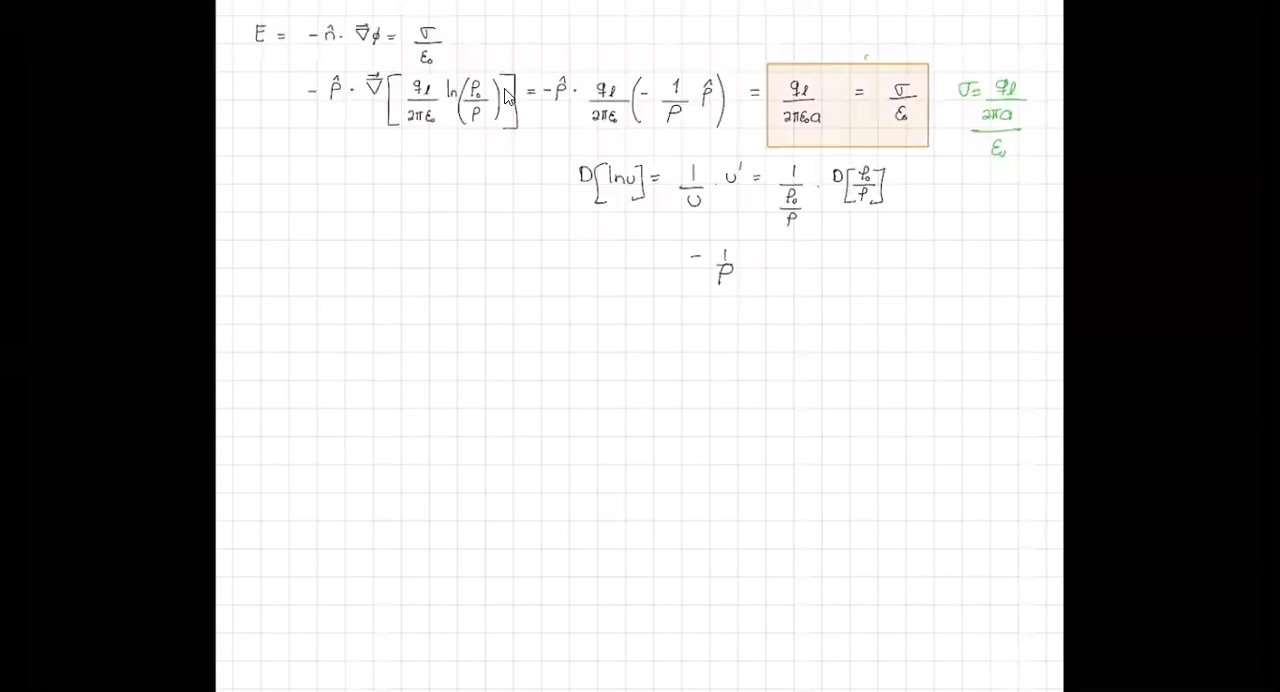 E = - n̂ · ∇⃗ϕ = σ/ε₀
- ρ̂ · ∇⃗ [ qℓ/2πε₀ ln(ρ₀/ρ) ] = - ρ̂ · qℓ/2πε₀ ( - 1/ρ ρ̂ ) = qℓ/2πε₀a = σ/ε₀ σ = qℓ/2πa / ε₀
D[ln u] = 1/u · u' = 1/(ρ₀/ρ) · D[ρ₀/ρ]
- 1/ρ